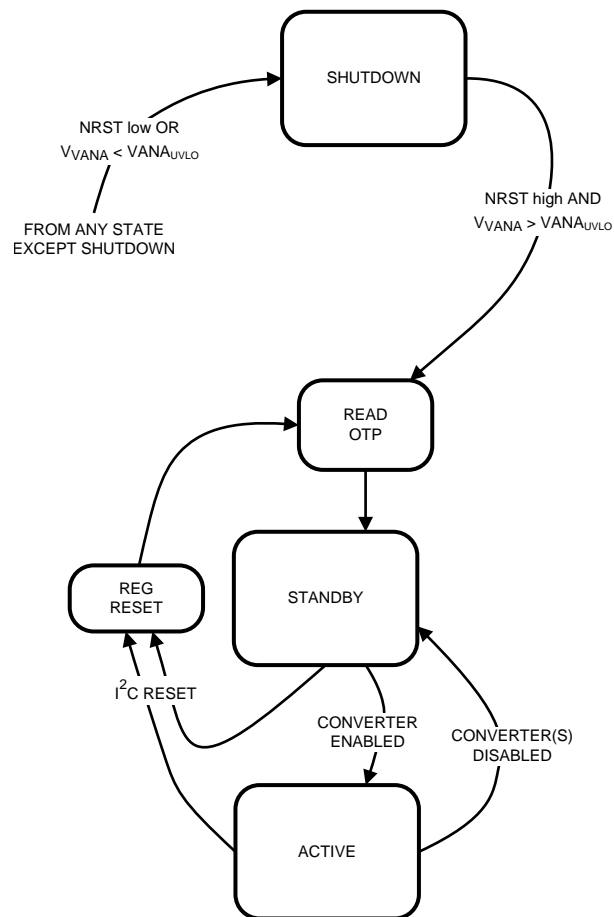 SHUTDOWN
NRST low OR
VVANA < VANAUVLO
FROM ANY STATE
EXCEPT SHUTDOWN
NRST high AND
VVANA > VANAUVLO
READ
OTP
REG
RESET
STANDBY
I2C RESET
CONVERTER
ENABLED
CONVERTER(S)
DISABLED
ACTIVE